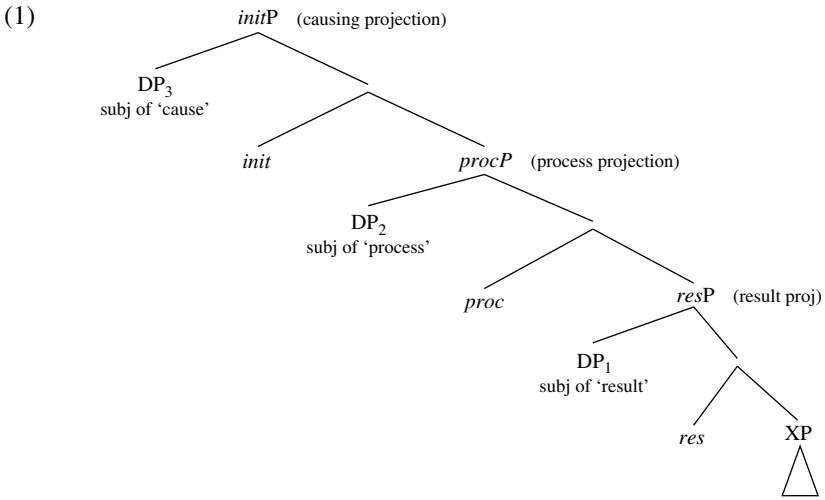 (1) initP (causing projection)
DP3
subj of ‘cause’
init procP (process projection)
DP2
subj of ‘process’
proc resP (result proj)
DP1
subj of ‘result’
res XP